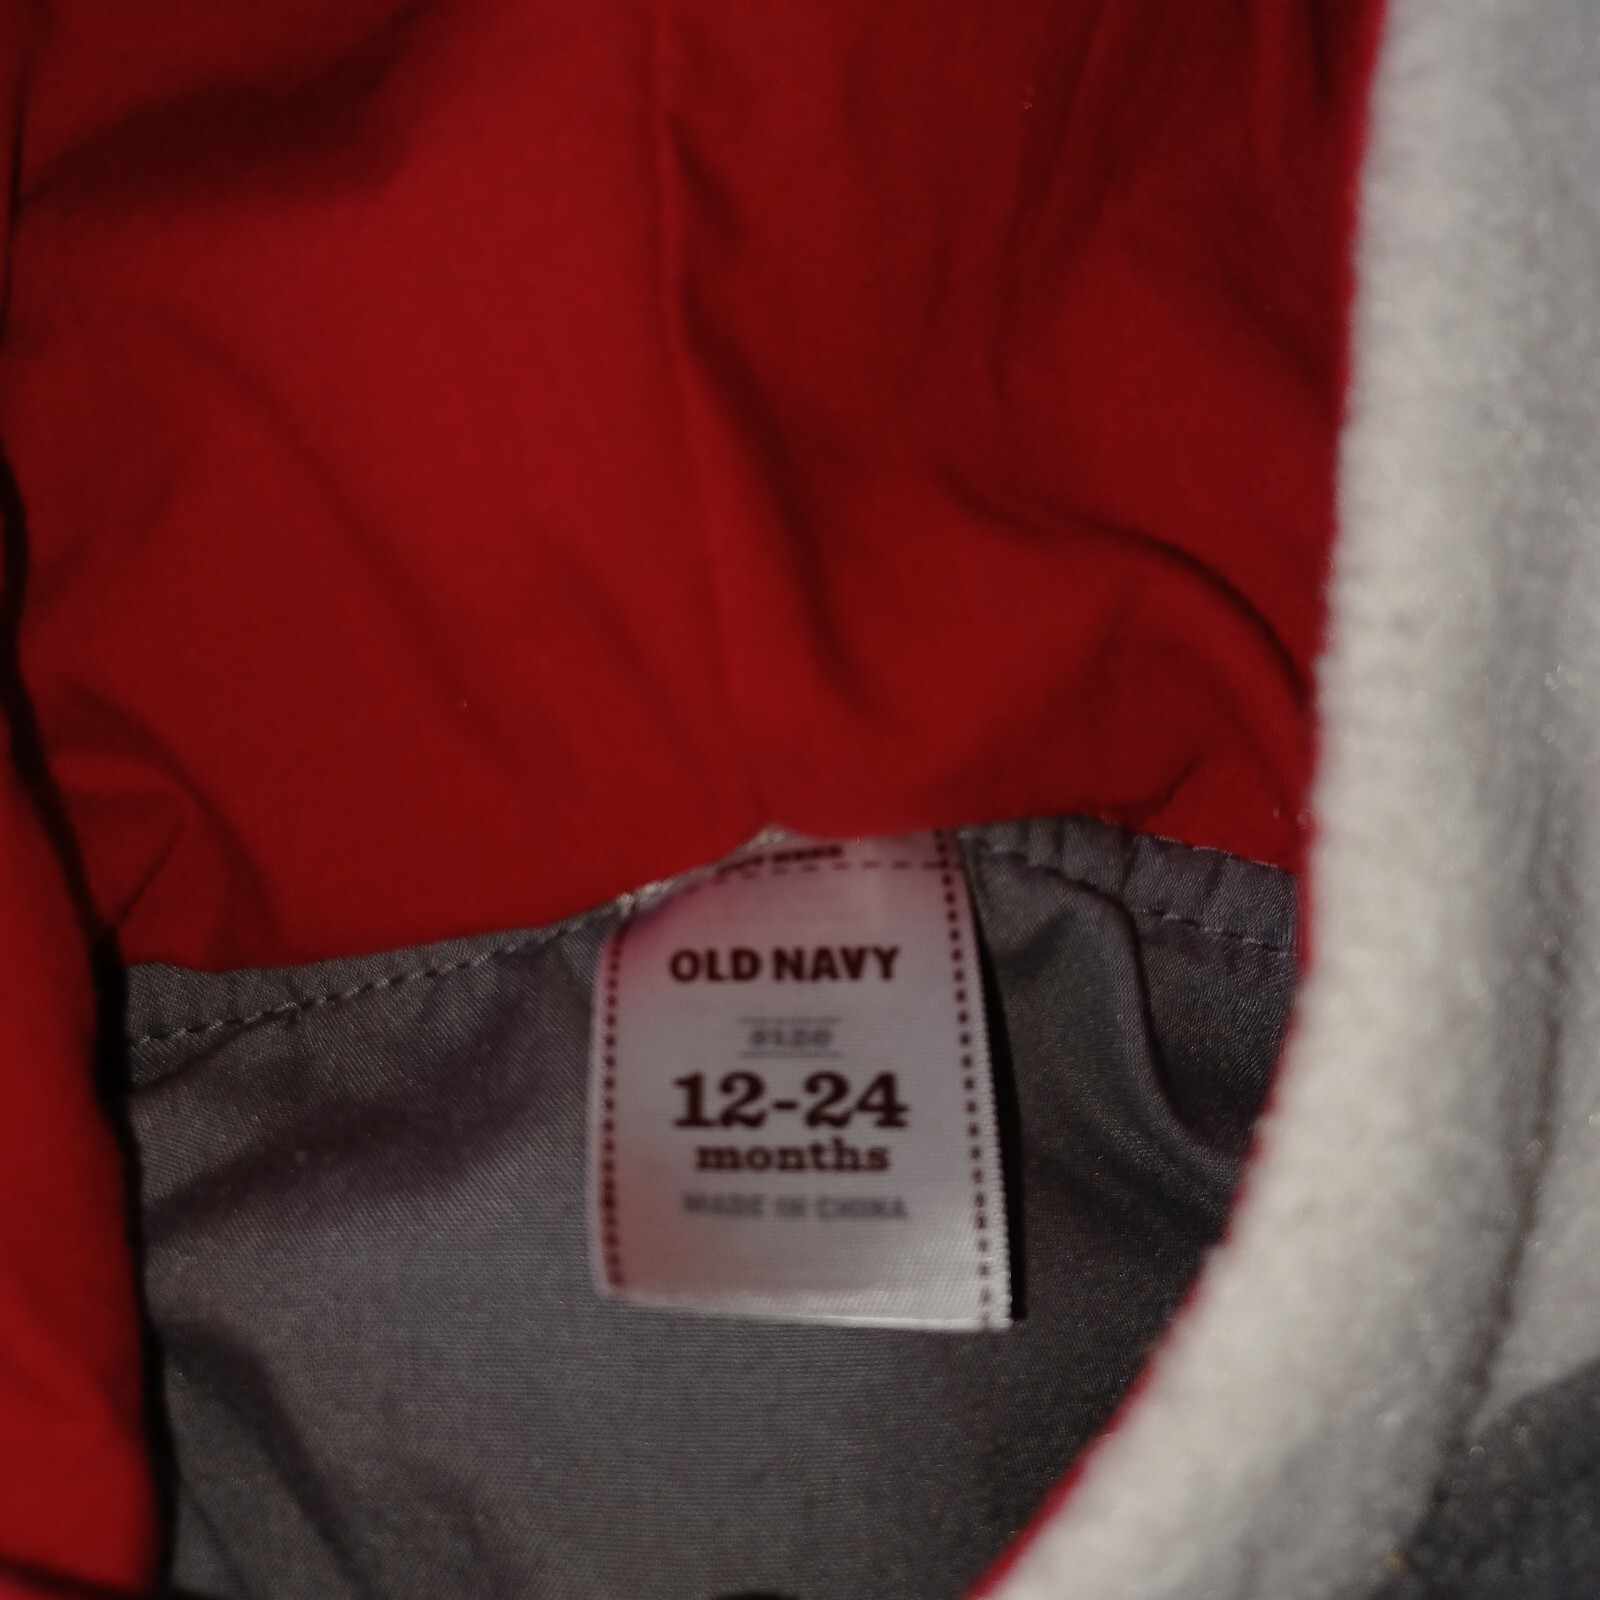 OLD NAVY
SIZE
12-24
months
MADE IN CHINA